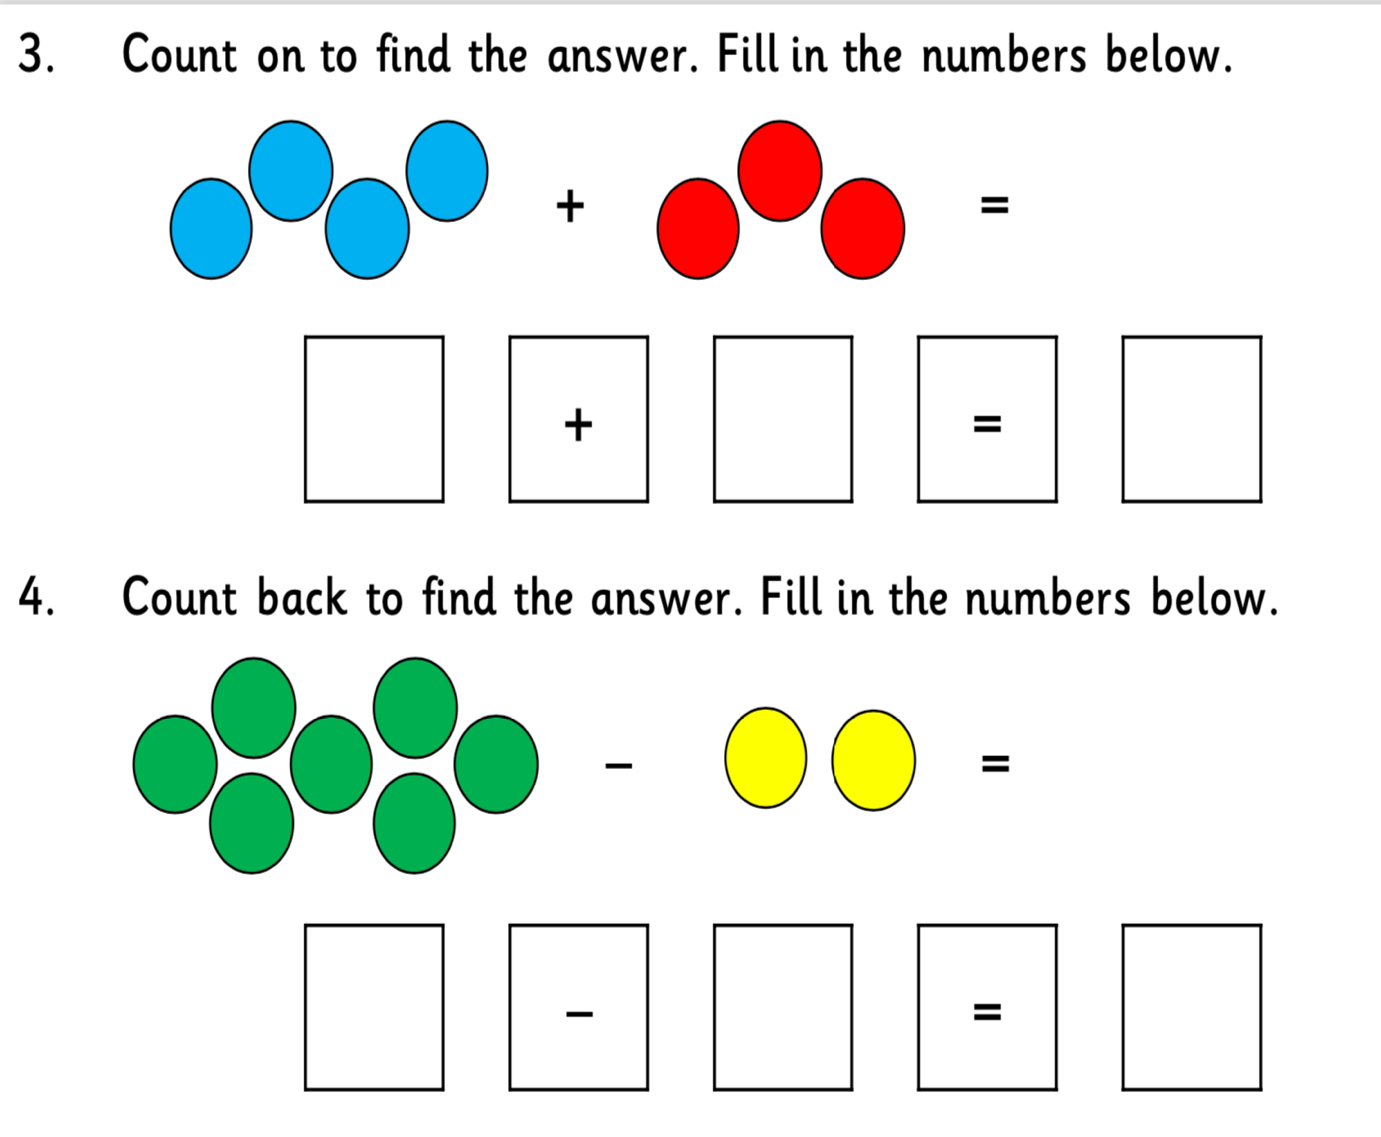 3. Count on to find the answer. Fill in the numbers below.
+ =
+ =
4. Count back to find the answer. Fill in the numbers below.
– =
– =